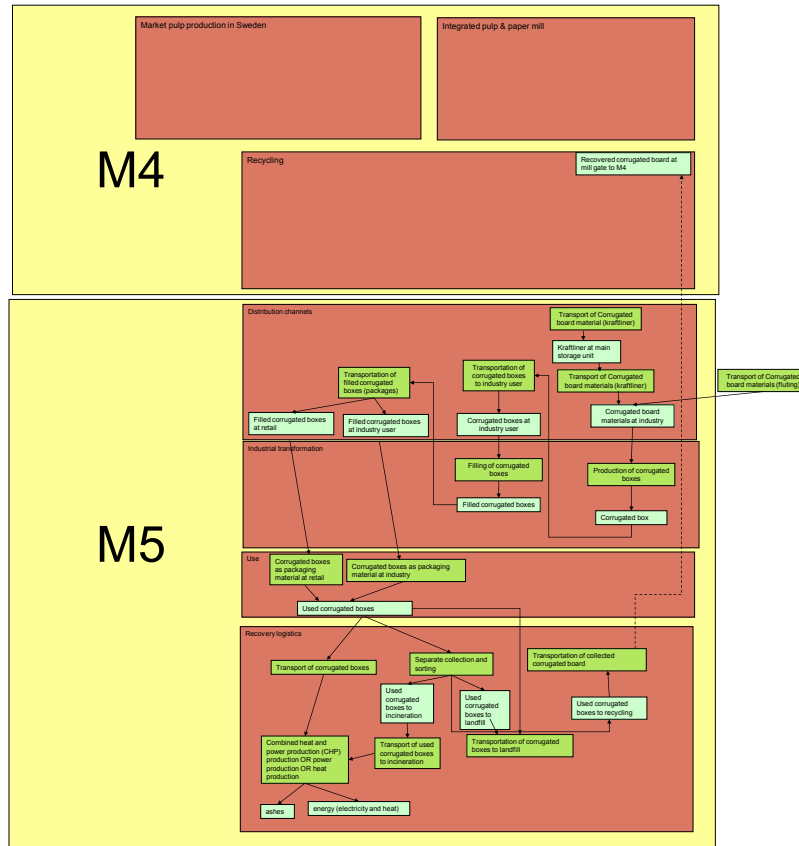 Market pulp production in Sweden
Integrated pulp & paper mill
M4
Recycling
Recovered corrugated board at
mill gate to M4
M5
Distribution channels
Transport of Corrugated
board material (kraftliner)
Kraftliner at main
storage unit
Transportation of
filled corrugated
boxes (packages)
Transportation of
corrugated boxes
to industry user
Transport of Corrugated
board materials (kraftliner)
Transport of Corrugated
board materials (fluting)
Filled corrugated boxes
at retail
Filled corrugated boxes
at industry user
Corrugated boxes at
industry user
Corrugated board
materials at industry
Industrial transformation
Filling of corrugated
boxes
Production of corrugated
boxes
Filled corrugated boxes
Corrugated box
Use
Corrugated boxes
as packaging
material at retail
Corrugated boxes as packaging
material at industry
Used corrugated boxes
Recovery logistics
Transport of corrugated boxes
Separate collection and
sorting
Transportation of collected
corrugated board
Used
corrugated
boxes to
incineration
Used
corrugated
boxes to
landfill
Used corrugated
boxes to recycling
Combined heat and
power production (CHP)
production OR power
production OR heat
production
Transport of used
corrugated boxes
to incineration
Transportation of corrugated
boxes to landfill
ashes
energy (electricity and heat)